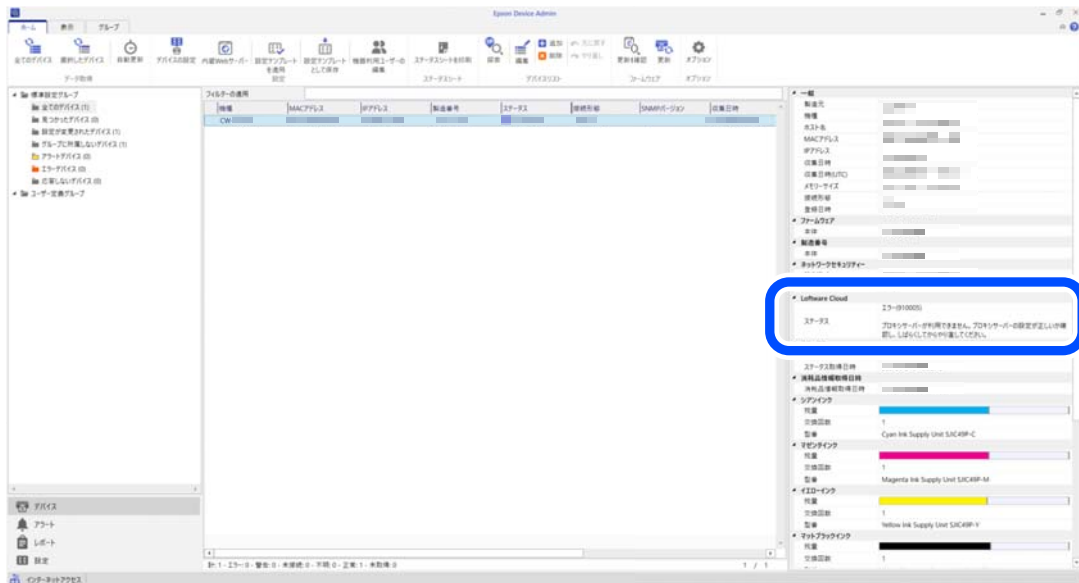 Epson Device Admin
ホーム 表示 グループ
全てのデバイス 選択したデバイス 自動更新 デバイスの設定 内蔵Webサーバー 設定テンプレートを適用 設定テンプレートとして保存 機器利用ユーザーの編集 ステータスシートを印刷 探索 編集 追加 削除 元に戻す やり直し 更新を確認 更新 オプション
データ取得 設定 ステータスシート デバイスリスト ファームウェア オプション
標準設定グループ
全てのデバイス (1)
見つかったデバイス (0)
設定が変更されたデバイス (1)
グループに所属しないデバイス (1)
アラートデバイス (0)
エラーデバイス (0)
応答しないデバイス (0)
ユーザー定義グループ
デバイス
アラート
レポート
設定
インターネットアクセス
フィルターの適用
機種 MACアドレス IPアドレス 製造番号 ステータス 接続形態 SNMPバージョン 収集日時
CW
計: 1 - エラー: 0 - 警告: 0 - 未接続: 0 - 不明: 0 - 正常: 1 - 未取得: 0
1 / 1
一般
製造元
機種
ホスト名
MACアドレス
IPアドレス
収集日時
収集日時(UTC)
メモリーサイズ
接続形態
登録日時
ファームウェア
本体
製造番号
本体
ネットワークセキュリティー
Loftware Cloud
エラー(910005)
ステータス
プロキシサーバーが利用できません。プロキシサーバーの設定が正しいか確
認し、しばらくしてからやり直してください。
ステータス取得日時
消耗品情報取得日時
消耗品情報取得日時
シアンインク
残量
交換回数 1
型番 Cyan Ink Supply Unit SJIC49P-C
マゼンタインク
残量
交換回数 1
型番 Magenta Ink Supply Unit SJIC49P-M
イエローインク
残量
交換回数 1
型番 Yellow Ink Supply Unit SJIC49P-Y
マットブラックインク
残量
交換回数 1